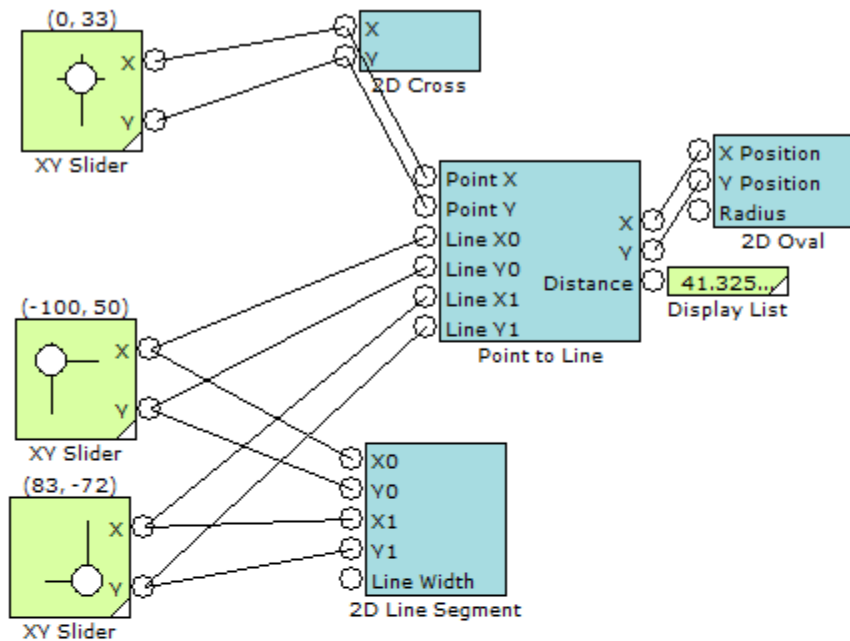 (0, 33)
X
Y
XY Slider
X
Y
2D Cross
Point X
Point Y
Line X0
Line Y0
Line X1
Line Y1
X
Y
Distance
Point to Line
X Position
Y Position
Radius
2D Oval
41.325...
Display List
(-100, 50)
X
Y
XY Slider
(83, -72)
X
Y
XY Slider
X0
Y0
X1
Y1
Line Width
2D Line Segment